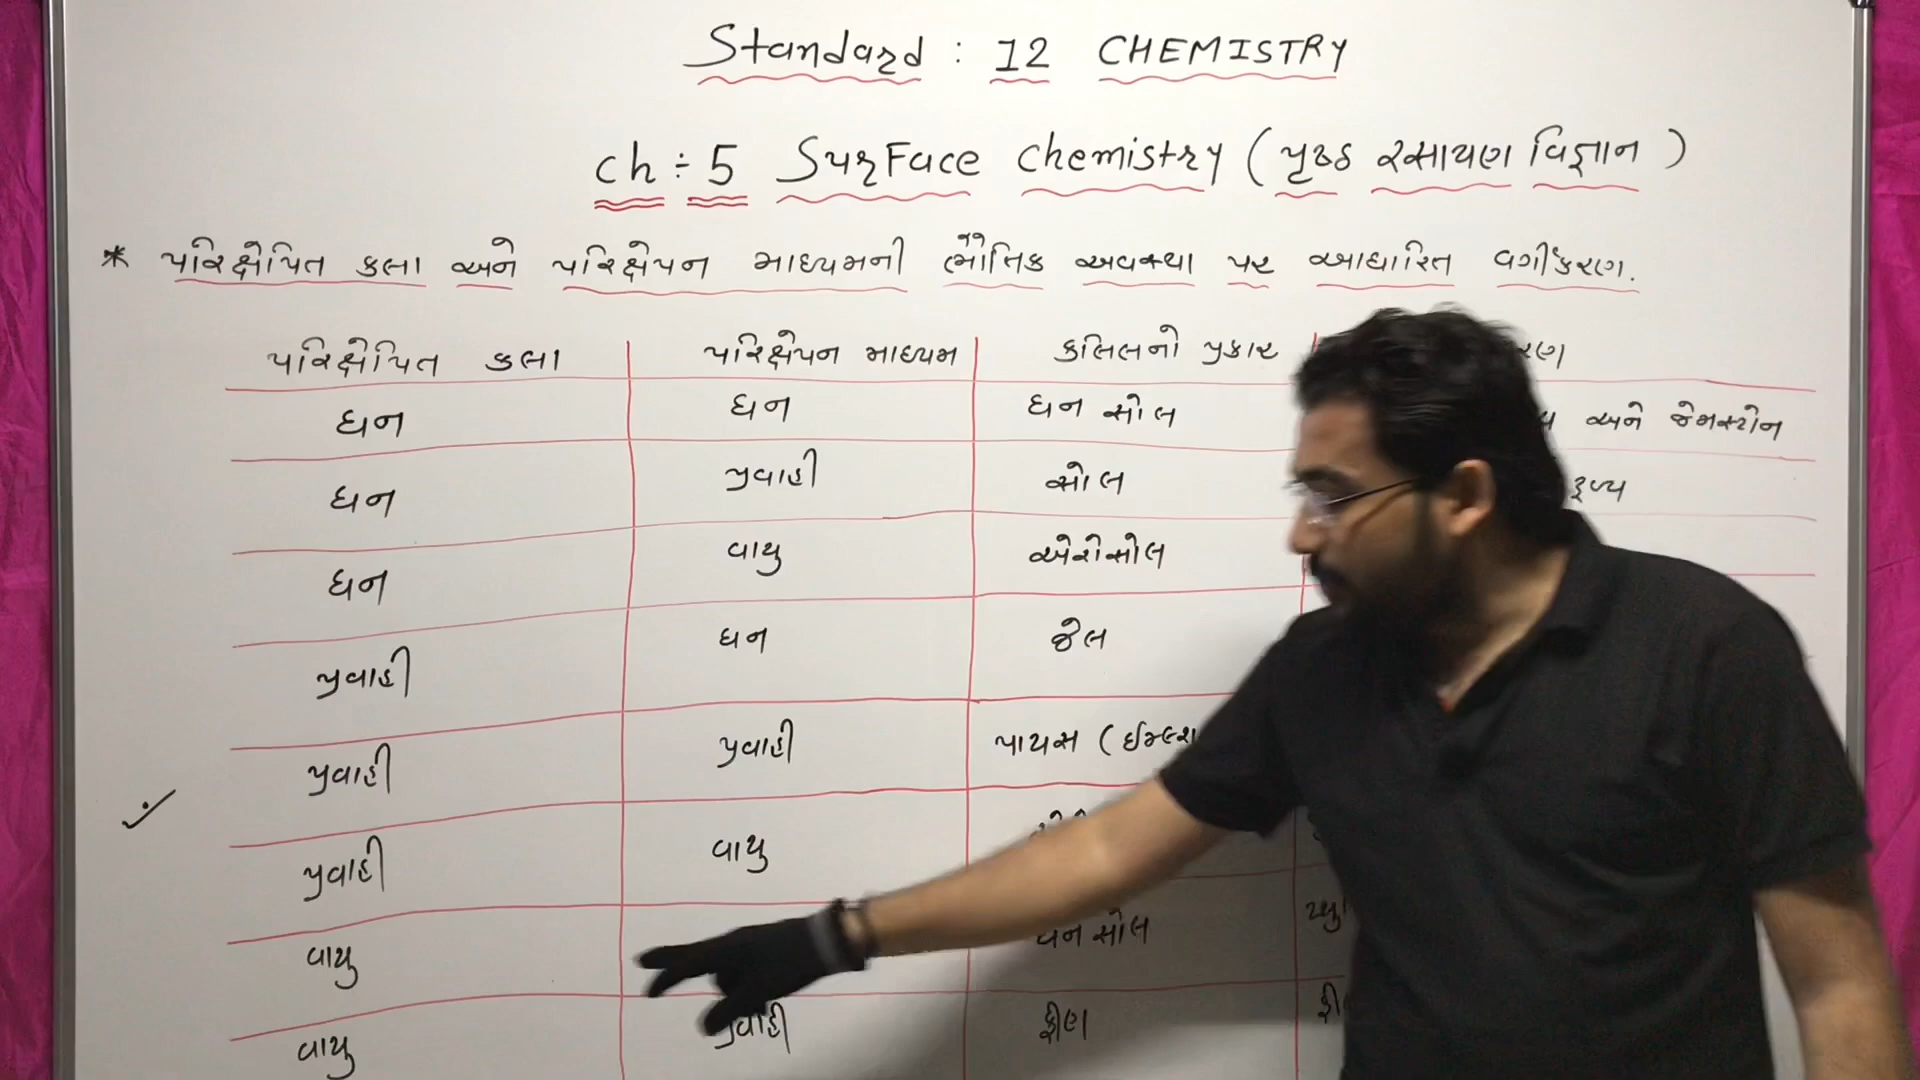 Standard : 12 CHEMISTRY
ch ÷ 5 Surface Chemistry (પૃષ્ઠ રસાયણ વિજ્ઞાન)
* પરિક્ષેપિત કલા અને પરિક્ષેપન માધ્યમની ભૌતિક અવસ્થા પર આધારિત વર્ગીકરણ.
પરિક્ષેપિત કલા પરિક્ષેપન માધ્યમ કલિલનો પ્રકાર
ઘન ઘન ઘન સોલ અને જેમસ્ટોન
ઘન પ્રવાહી સોલ
ઘન વાયુ એરોસોલ
પ્રવાહી ઘન જેલ
પ્રવાહી પ્રવાહી પાયસ
પ્રવાહી વાયુ
વાયુ ઘન સોલ
વાયુ પ્રવાહી ફીણ